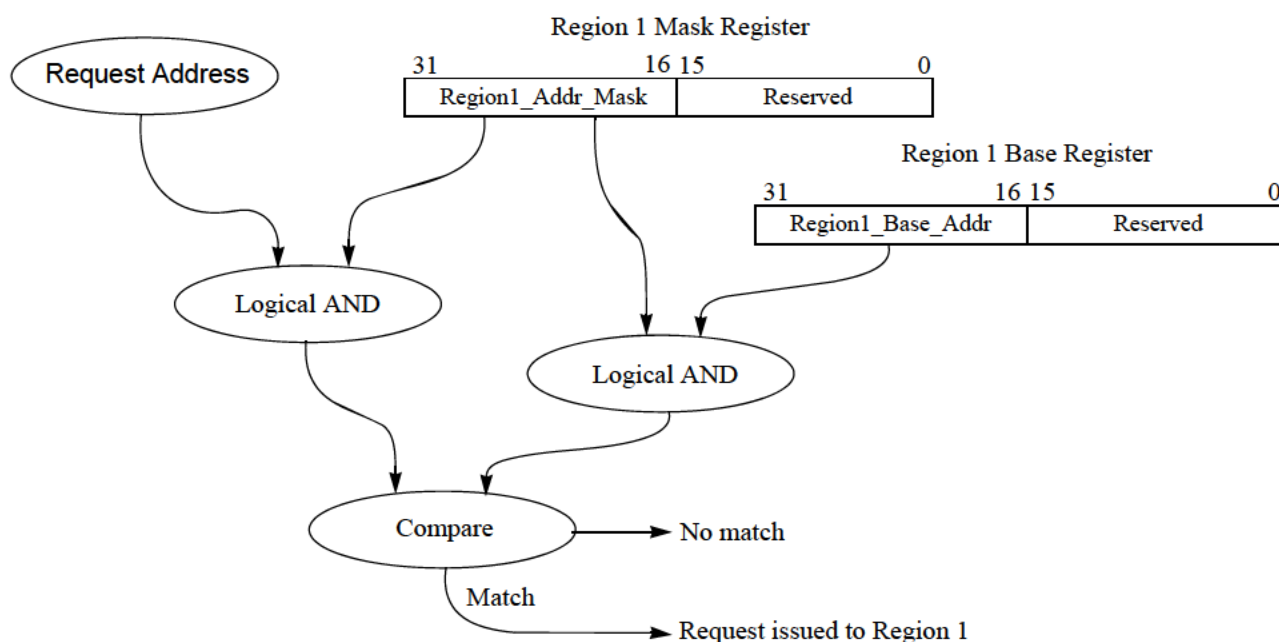 Region 1 Mask Register
Request Address
31 16 15 0
Region1_Addr_Mask Reserved
Region 1 Base Register
31 16 15 0
Region1_Base_Addr Reserved
Logical AND
Logical AND
Compare
No match
Match
Request issued to Region 1